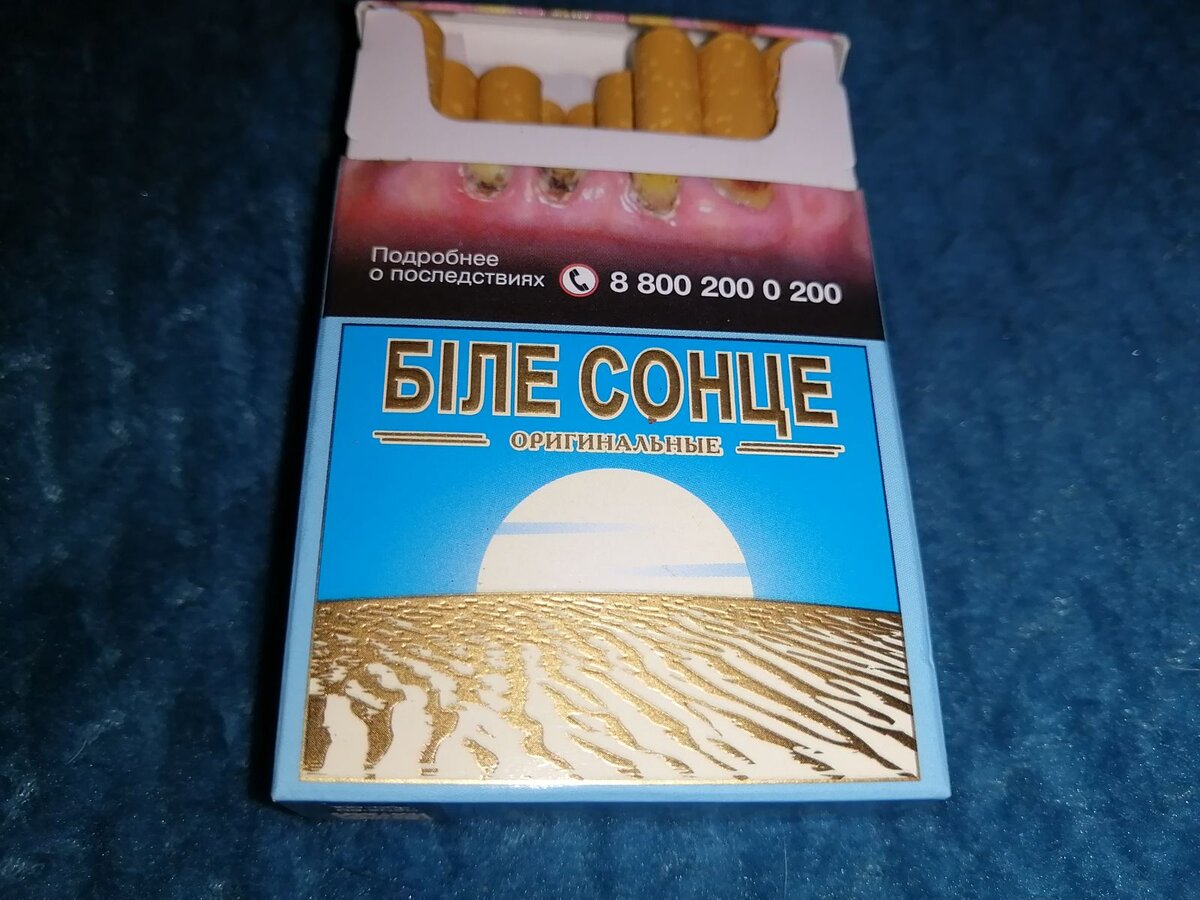 Подробнее
о последствиях
8 800 200 0 200
БІЛЕ СОНЦЕ
ОРИГИНАЛЬНЫЕ